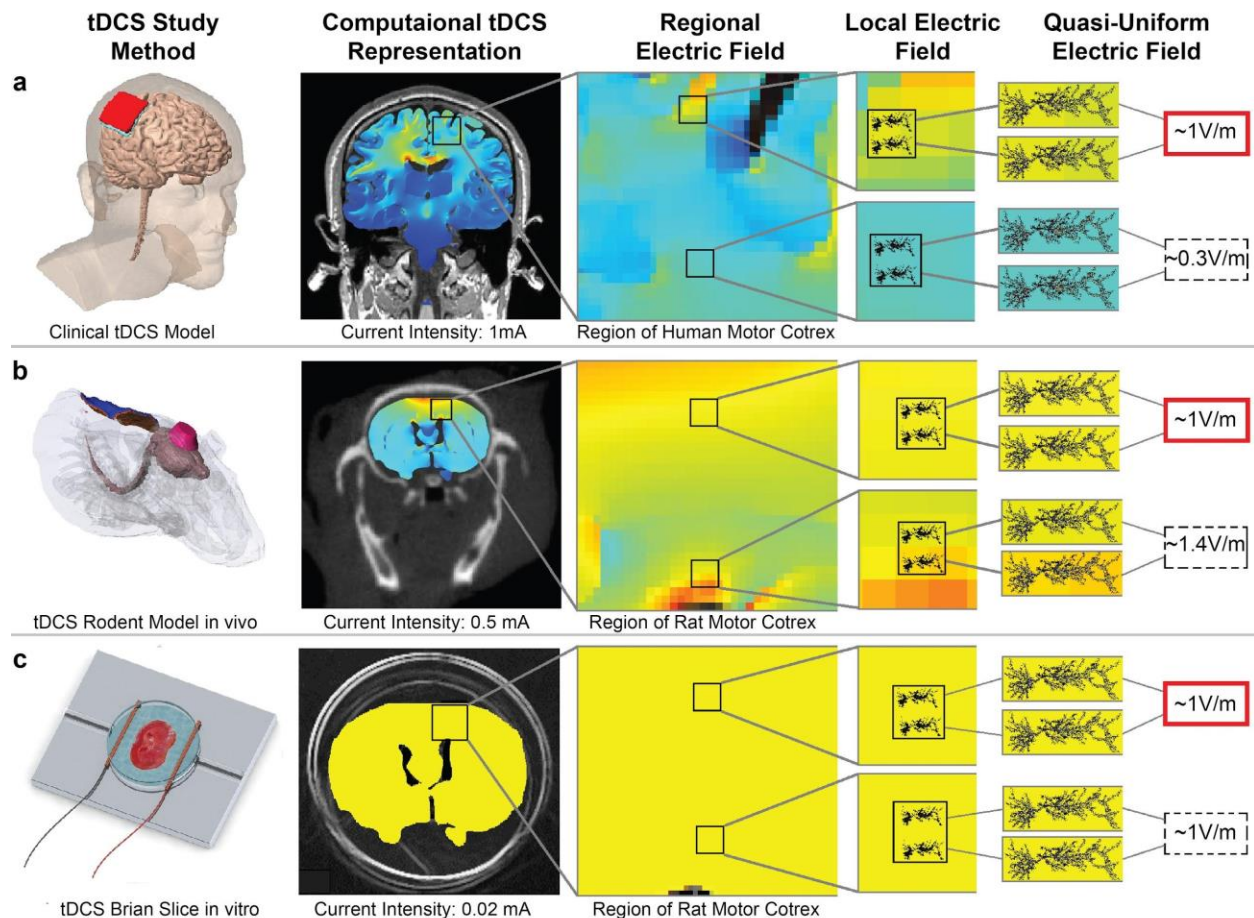 tDCS Study
Method
Computaional tDCS
Representation
Regional
Electric Field
Local Electric
Field
Quasi-Uniform
Electric Field
a
~1V/m
~0.3V/m
Clinical tDCS Model
Current Intensity: 1mA
Region of Human Motor Cotrex
b
~1V/m
~1.4V/m
tDCS Rodent Model in vivo
Current Intensity: 0.5 mA
Region of Rat Motor Cotrex
c
~1V/m
~1V/m
tDCS Brian Slice in vitro
Current Intensity: 0.02 mA
Region of Rat Motor Cotrex